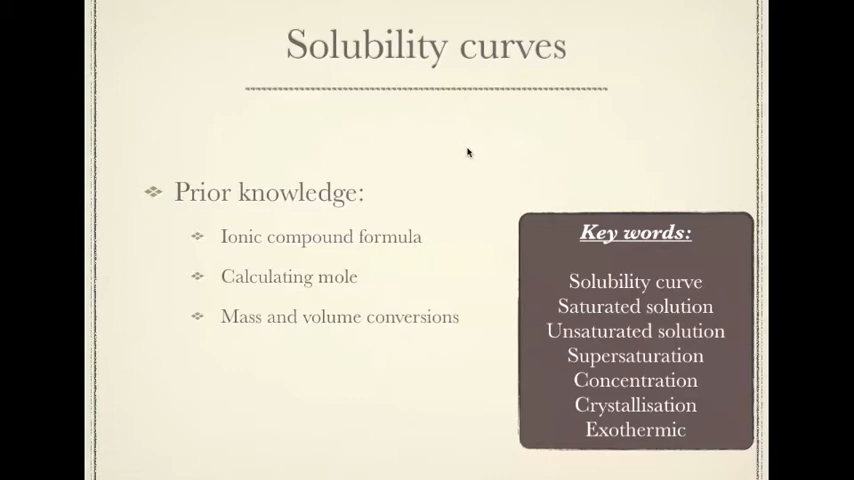 Solubility curves
Prior knowledge:
Ionic compound formula
Calculating mole
Mass and volume conversions
Key words:
Solubility curve
Saturated solution
Unsaturated solution
Supersaturation
Concentration
Crystallisation
Exothermic